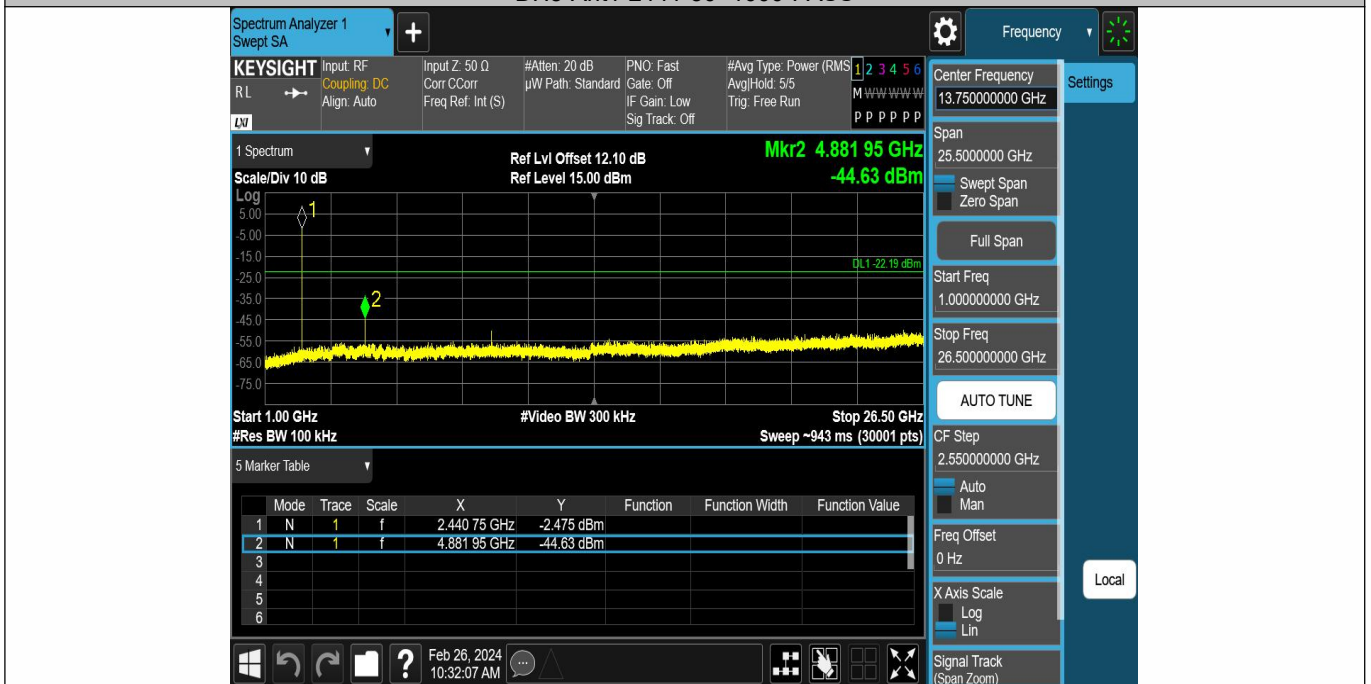 Spectrum Analyzer 1
Swept SA
+
Frequency
KEYSIGHT
RL
LXI
Input: RF
Coupling: DC
Align: Auto
Input Z: 50 Ω
Corr CCorr
Freq Ref: Int (S)
#Atten: 20 dB
µW Path: Standard
PNO: Fast
Gate: Off
IF Gain: Low
Sig Track: Off
#Avg Type: Power (RMS
Avg|Hold: 5/5
Trig: Free Run
1 2 3 4 5 6
M W W W W W
P P P P P P
1 Spectrum
Scale/Div 10 dB
Ref Lvl Offset 12.10 dB
Ref Level 15.00 dBm
Mkr2 4.881 95 GHz
-44.63 dBm
Log
5.00
-5.00
-15.0
-25.0
-35.0
-45.0
-55.0
-65.0
-75.0
1
2
DL1 -22.19 dBm
Start 1.00 GHz
#Res BW 100 kHz
#Video BW 300 kHz
Stop 26.50 GHz
Sweep ~943 ms (30001 pts)
5 Marker Table
Mode Trace Scale X Y Function Function Width Function Value
1 N 1 f 2.440 75 GHz -2.475 dBm
2 N 1 f 4.881 95 GHz -44.63 dBm
3
4
5
6
?
Feb 26, 2024
10:32:07 AM
Center Frequency
13.750000000 GHz
Settings
Span
25.5000000 GHz
Swept Span
Zero Span
Full Span
Start Freq
1.000000000 GHz
Stop Freq
26.500000000 GHz
AUTO TUNE
CF Step
2.550000000 GHz
Auto
Man
Freq Offset
0 Hz
X Axis Scale
Log
Lin
Local
Signal Track
(Span Zoom)